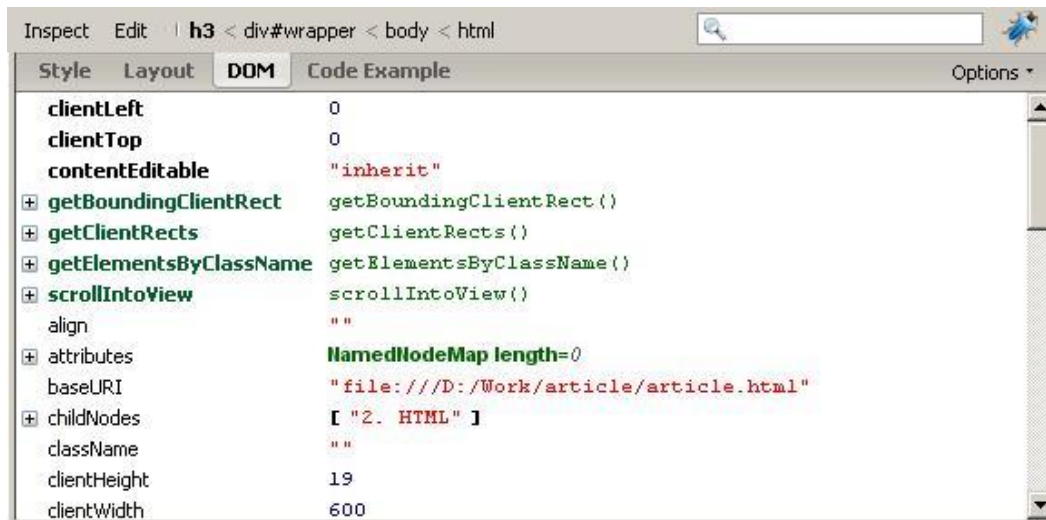 Inspect Edit h3 < div#wrapper < body < html
Style Layout DOM Code Example Options
clientLeft 0
clientTop 0
contentEditable "inherit"
getBoundingClientRect getBoundingClientRect()
getClientRects getClientRects()
getElementsByClassName getElementsByClassName()
scrollIntoView scrollIntoView()
align ""
attributes NamedNodeMap length=0
baseURI "file:///D:/Work/article/article.html"
childNodes [ "2. HTML" ]
className ""
clientHeight 19
clientWidth 600